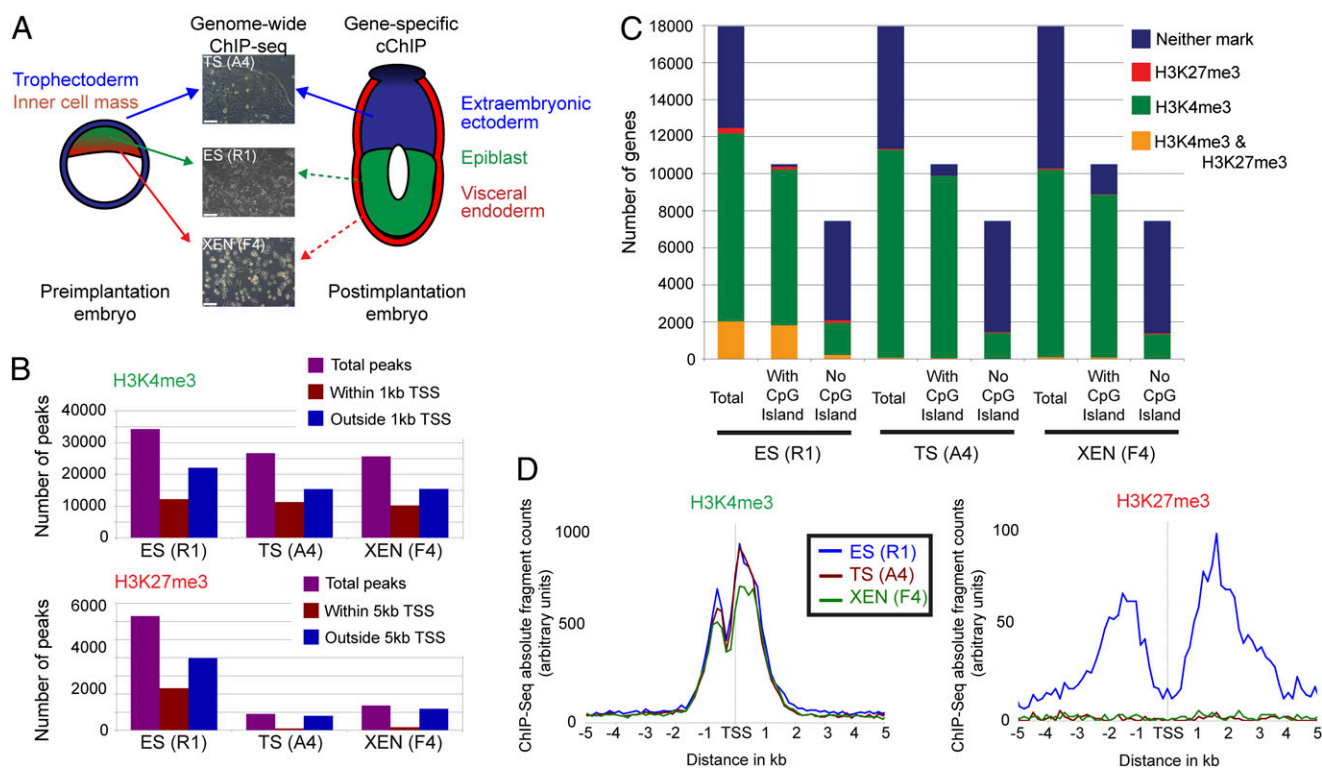 A
Genome-wide
ChIP-seq
Gene-specific
cChIP
TS (A4)
Trophectoderm
Inner cell mass
Extraembryonic
ectoderm
ES (R1)
Epiblast
Visceral
endoderm
XEN (F4)
Preimplantation
embryo
Postimplantation
embryo
B
H3K4me3
Total peaks
Within 1kb TSS
Outside 1kb TSS
Number of peaks
40000
30000
20000
10000
0
ES (R1)
TS (A4)
XEN (F4)
H3K27me3
Total peaks
Within 5kb TSS
Outside 5kb TSS
Number of peaks
6000
4000
2000
0
ES (R1)
TS (A4)
XEN (F4)
C
Number of genes
18000
16000
14000
12000
10000
8000
6000
4000
2000
0
Neither mark
H3K27me3
H3K4me3
H3K4me3 &
H3K27me3
Total
With
CpG
Island
No
CpG
Island
Total
With
CpG
Island
No
CpG
Island
Total
With
CpG
Island
No
CpG
Island
ES (R1)
TS (A4)
XEN (F4)
D
H3K4me3
ChIP-Seq absolute fragment counts
(arbitrary units)
1000
500
0
-5 -4 -3 -2 -1 TSS 1 2 3 4 5
Distance in kb
ES (R1)
TS (A4)
XEN (F4)
H3K27me3
ChIP-Seq absolute fragment counts
(arbitrary units)
100
50
0
-5 -4 -3 -2 -1 TSS 1 2 3 4 5
Distance in kb